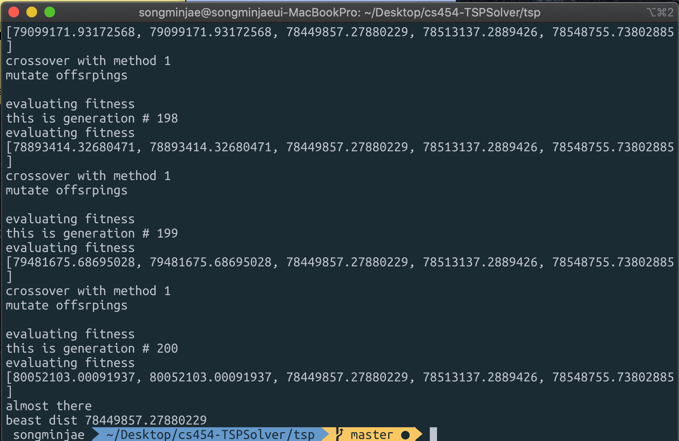 songminjae@songminjaeui-MacBookPro: ~/Desktop/cs454-TSPSolver/tsp
⌥⌘2
[79099171.93172568, 79099171.93172568, 78449857.27880229, 78513137.2889426, 78548755.73802885
]
crossover with method 1
mutate offsrpings
evaluating fitness
this is generation # 198
evaluating fitness
[78893414.32680471, 78893414.32680471, 78449857.27880229, 78513137.2889426, 78548755.73802885
]
crossover with method 1
mutate offsrpings
evaluating fitness
this is generation # 199
evaluating fitness
[79481675.68695028, 79481675.68695028, 78449857.27880229, 78513137.2889426, 78548755.73802885
]
crossover with method 1
mutate offsrpings
evaluating fitness
this is generation # 200
evaluating fitness
[80052103.00091937, 80052103.00091937, 78449857.27880229, 78513137.2889426, 78548755.73802885
]
almost there
beast dist 78449857.27880229
songminjae ~/Desktop/cs454-TSPSolver/tsp master ●